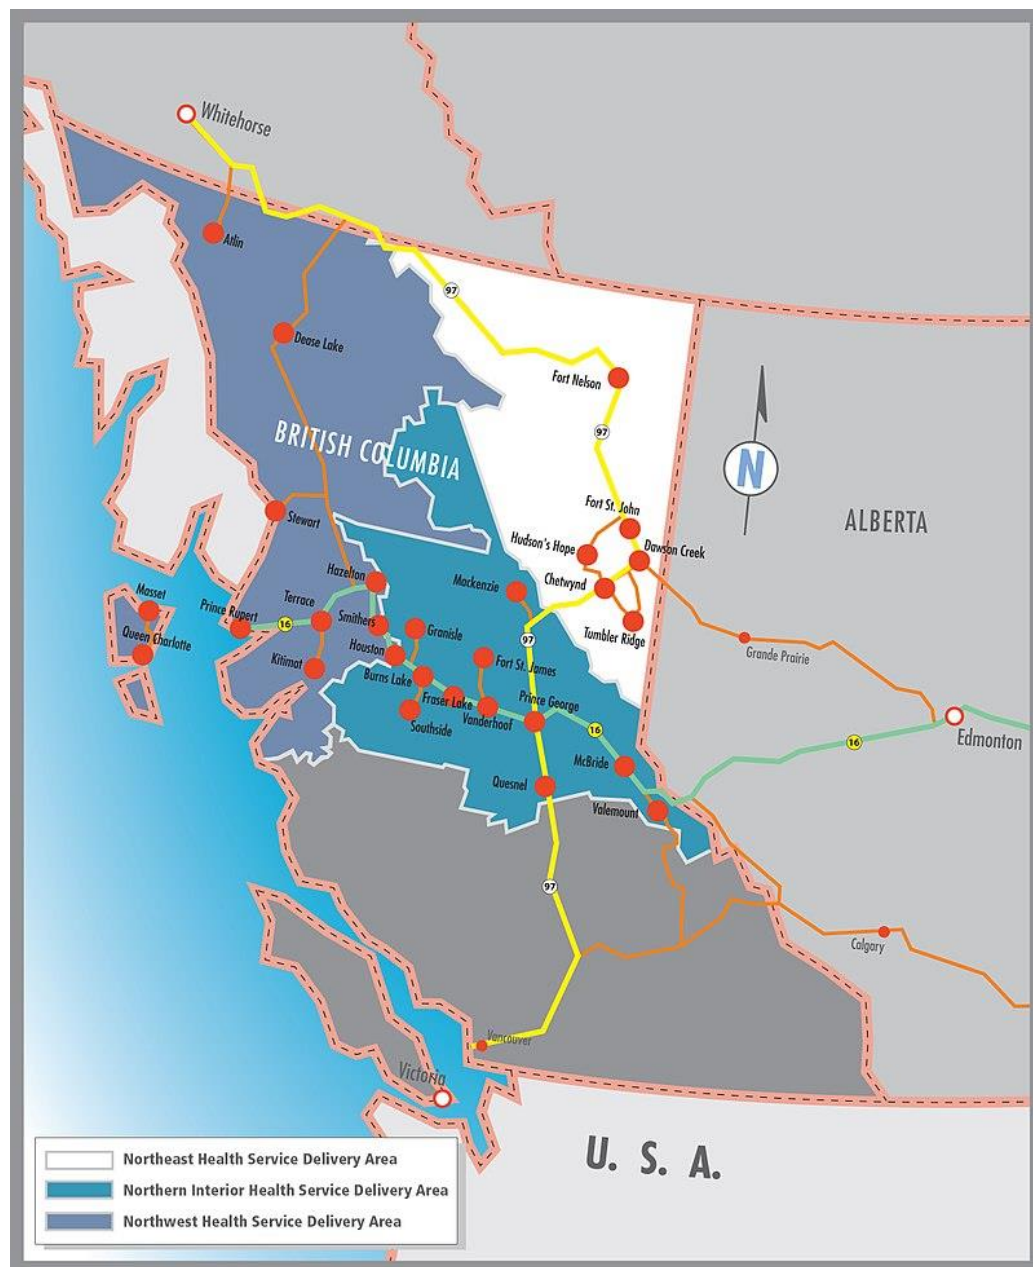 Whitehorse
Atlin
97
Dease Lake
Fort Nelson
97
BRITISH COLUMBIA
N
ALBERTA
Fort St. John
Stewart
Hudson's Hope
Dawson Creek
Hazelton
Mackenzie
Chetwynd
Masset
Prince Rupert
16
Terrace
Smithers
Granisle
97
Tumbler Ridge
Queen Charlotte
Kitimat
Houston
Fort St. James
Grande Prairie
Burns Lake
Fraser Lake
Vanderhoof
Prince George
Southside
16
16
Edmonton
McBride
Quesnel
Valemount
97
Calgary
Vancouver
Victoria
U. S. A.
Northeast Health Service Delivery Area
Northern Interior Health Service Delivery Area
Northwest Health Service Delivery Area